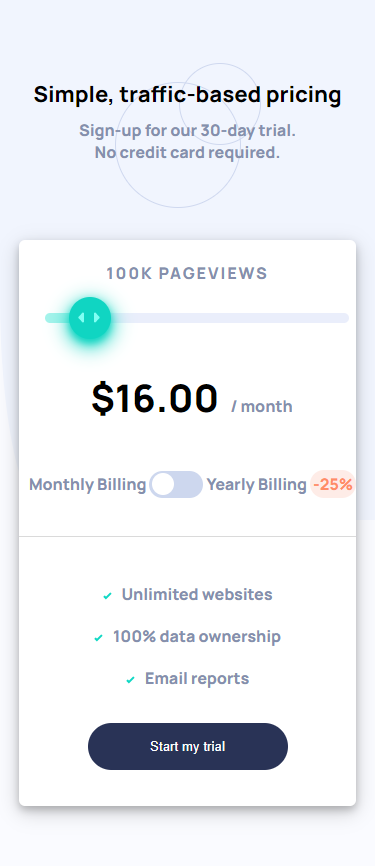 Simple, traffic-based pricing
Sign-up for our 30-day trial.
No credit card required.
100K PAGEVIEWS
$16.00 / month
Monthly Billing Yearly Billing -25%
Unlimited websites
100% data ownership
Email reports
Start my trial